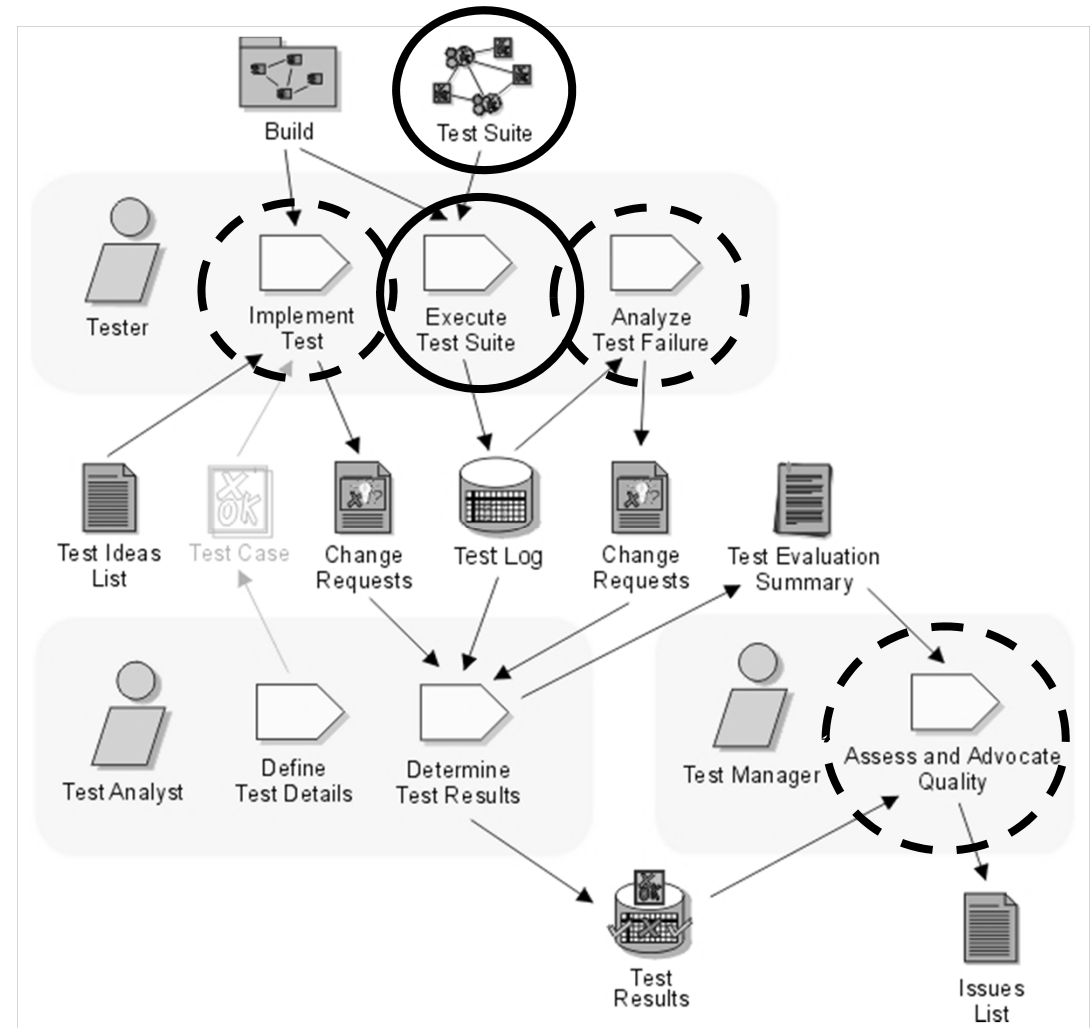 Build
Test Suite
Tester
Implement
Test
Execute
Test Suite
Analyze
Test Failure
Test Ideas
List
Test Case
Change
Requests
Test Log
Change
Requests
Test Evaluation
Summary
Test Analyst
Define
Test Details
Determine
Test Results
Test Manager
Assess and Advocate
Quality
Test
Results
Issues
List
X
OK
X
?
X
?
X
OK